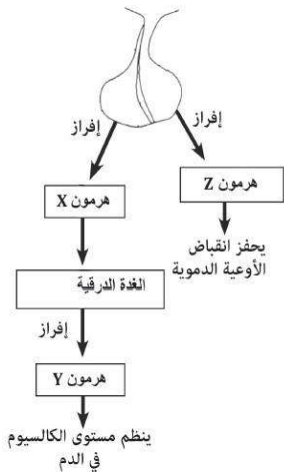 إفراز
إفراز
هرمون Z
هرمون X
يحفز انقباض
الأوعية الدموية
الغدة الدرقية
إفراز
هرمون Y
ينظم مستوى الكالسيوم
في الدم